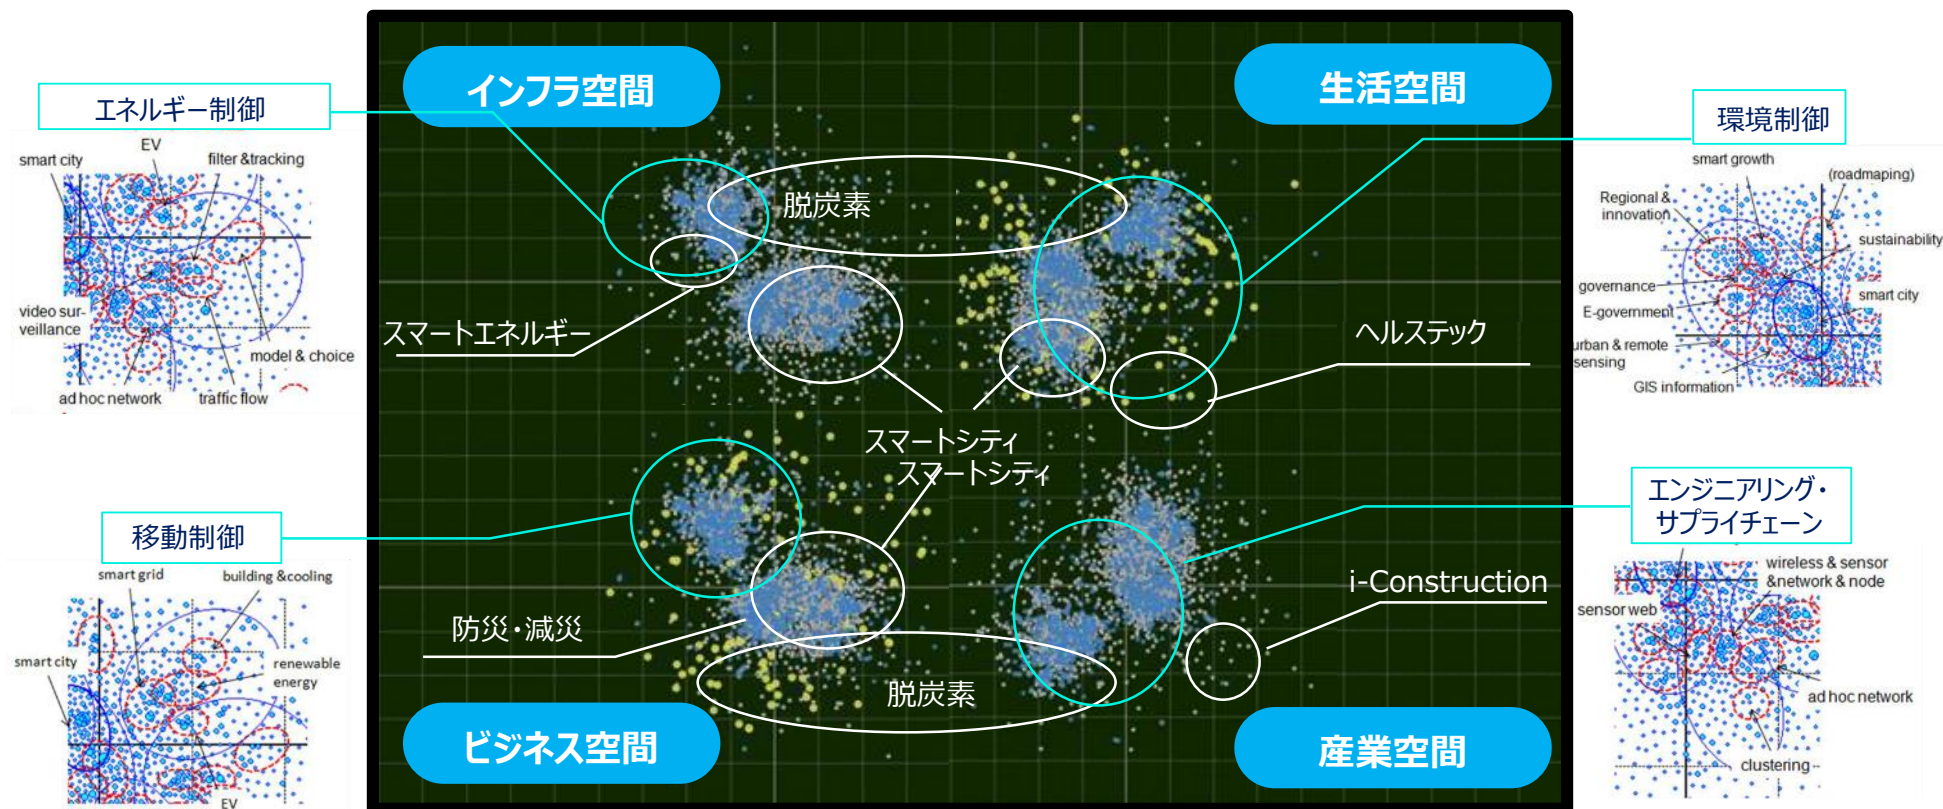 インフラ空間
生活空間
エネルギー制御
環境制御
EV
smart city
filter &tracking
video sur-
veillance
model & choice
ad hoc network
traffic flow
脱炭素
スマートエネルギー
ヘルステック
smart growth
(roadmaping)
Regional &
innovation
sustainability
governance
smart city
E-government
urban & remote
sensing
GIS information
スマートシティ
スマートシティ
移動制御
エンジニアリング・
サプライチェーン
smart grid
building &cooling
smart city
renewable
energy
EV
防災・減災
脱炭素
i-Construction
wireless & sensor
&network & node
sensor web
ad hoc network
clustering
ビジネス空間
産業空間